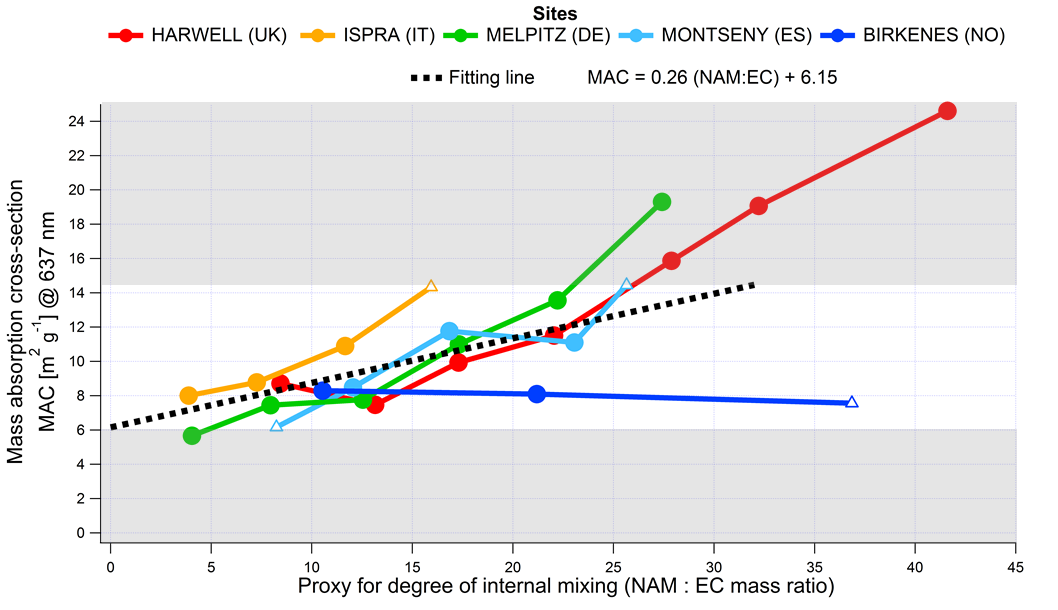 Sites
HARWELL (UK) ISPRA (IT) MELPITZ (DE) MONTSENY (ES) BIRKENES (NO)
Fitting line MAC = 0.26 (NAM:EC) + 6.15
Mass absorption cross-section
MAC [m² g⁻¹] @ 637 nm
24
22
20
18
16
14
12
10
8
6
4
2
0
0 5 10 15 20 25 30 35 40 45
Proxy for degree of internal mixing (NAM : EC mass ratio)